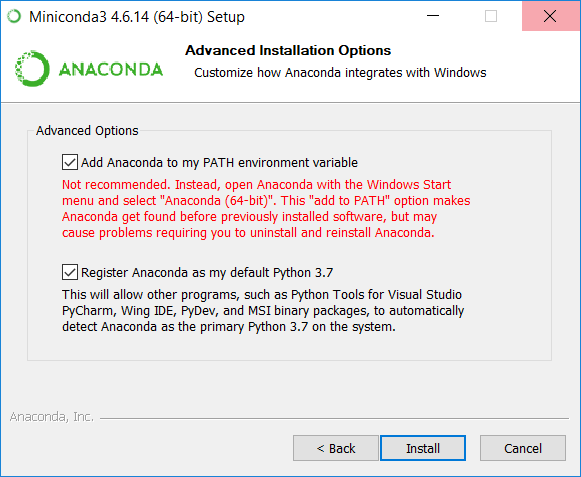 Miniconda3 4.6.14 (64-bit) Setup
Advanced Installation Options
Customize how Anaconda integrates with Windows
ANACONDA
Advanced Options
Add Anaconda to my PATH environment variable
Not recommended. Instead, open Anaconda with the Windows Start
menu and select "Anaconda (64-bit)". This "add to PATH" option makes
Anaconda get found before previously installed software, but may
cause problems requiring you to uninstall and reinstall Anaconda.
Register Anaconda as my default Python 3.7
This will allow other programs, such as Python Tools for Visual Studio
PyCharm, Wing IDE, PyDev, and MSI binary packages, to automatically
detect Anaconda as the primary Python 3.7 on the system.
Anaconda, Inc.
< Back Install Cancel